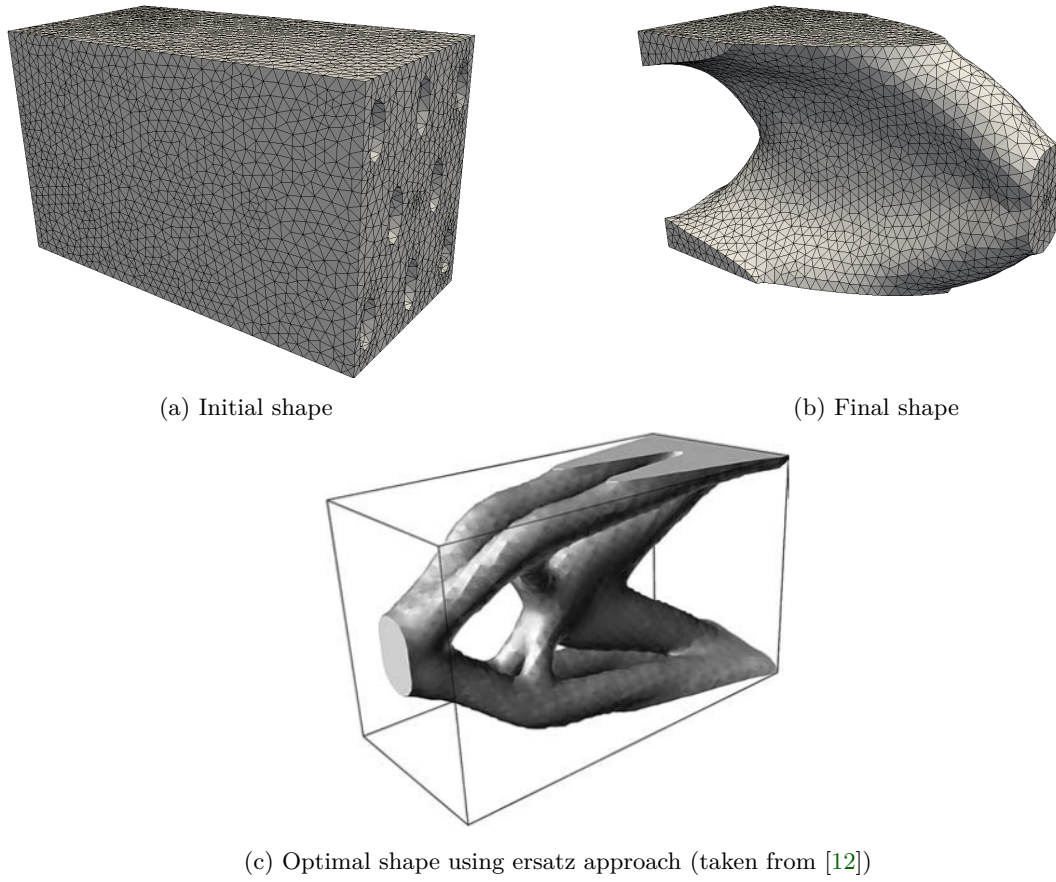 (a) Initial shape
(b) Final shape
(c) Optimal shape using ersatz approach (taken from [12])